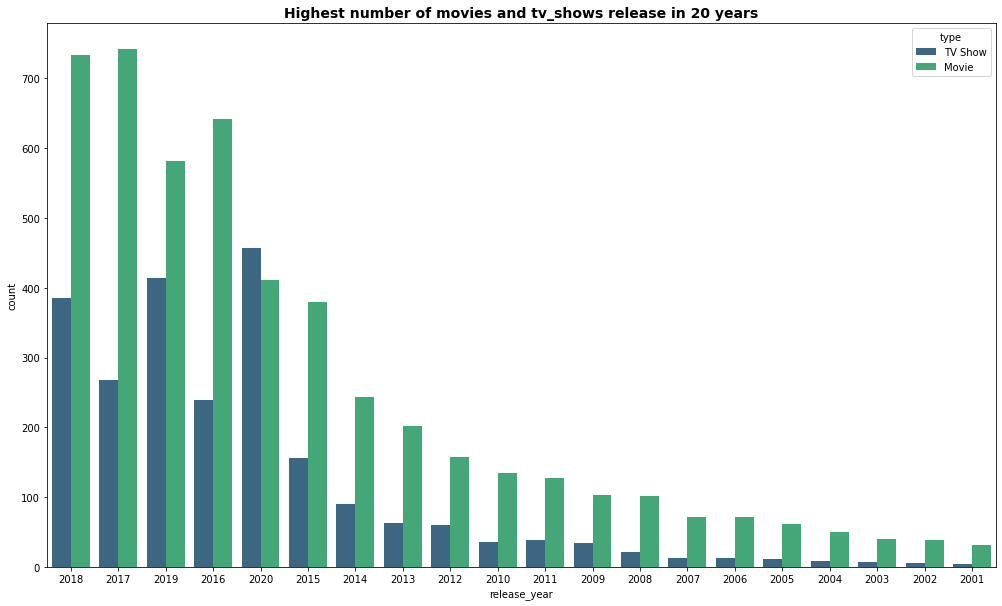 Highest number of movies and tv_shows release in 20 years
type
TV Show
Movie
700
600
500
400
300
200
100
0
count
2018 2017 2019 2016 2020 2015 2014 2013 2012 2010 2011 2009 2008 2007 2006 2005 2004 2003 2002 2001
release_year